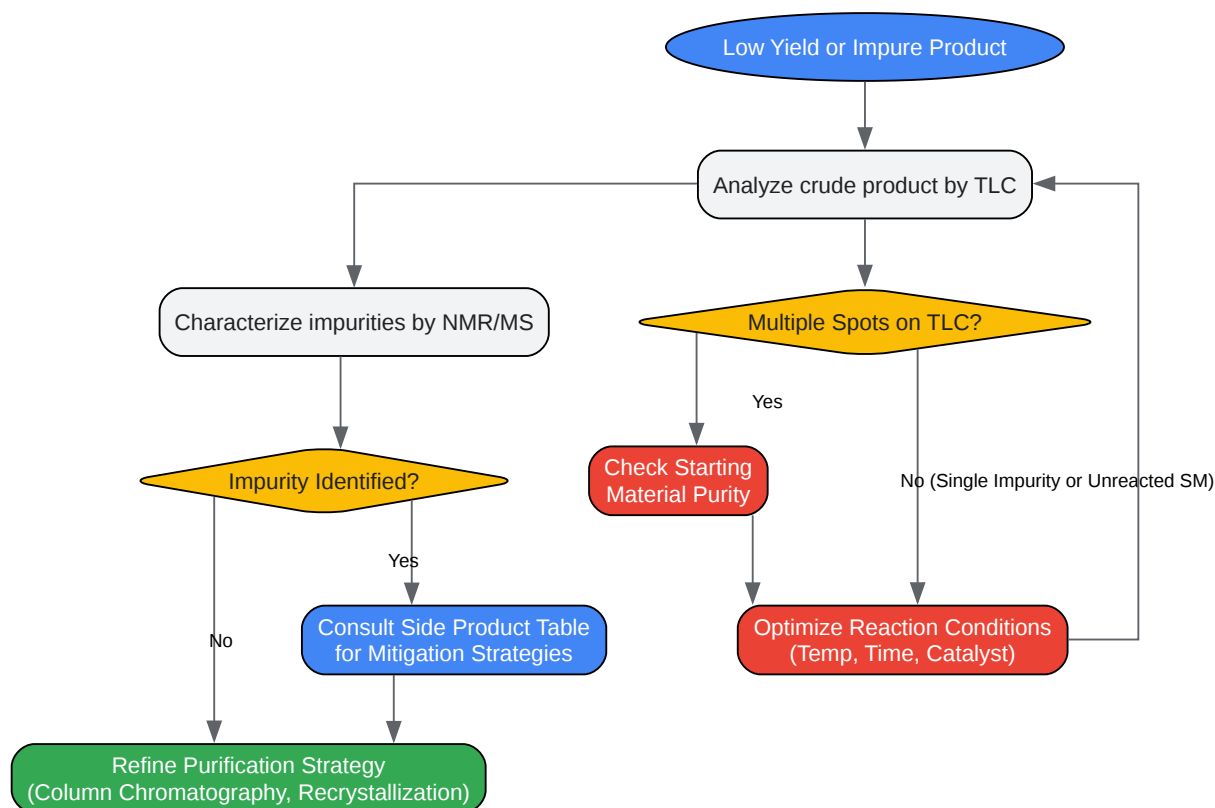 Low Yield or Impure Product
Analyze crude product by TLC
Characterize impurities by NMR/MS
Multiple Spots on TLC?
Yes
Check Starting
Material Purity
Impurity Identified?
No (Single Impurity or Unreacted SM)
Yes
Consult Side Product Table
for Mitigation Strategies
Optimize Reaction Conditions
(Temp, Time, Catalyst)
No
Refine Purification Strategy
(Column Chromatography, Recrystallization)